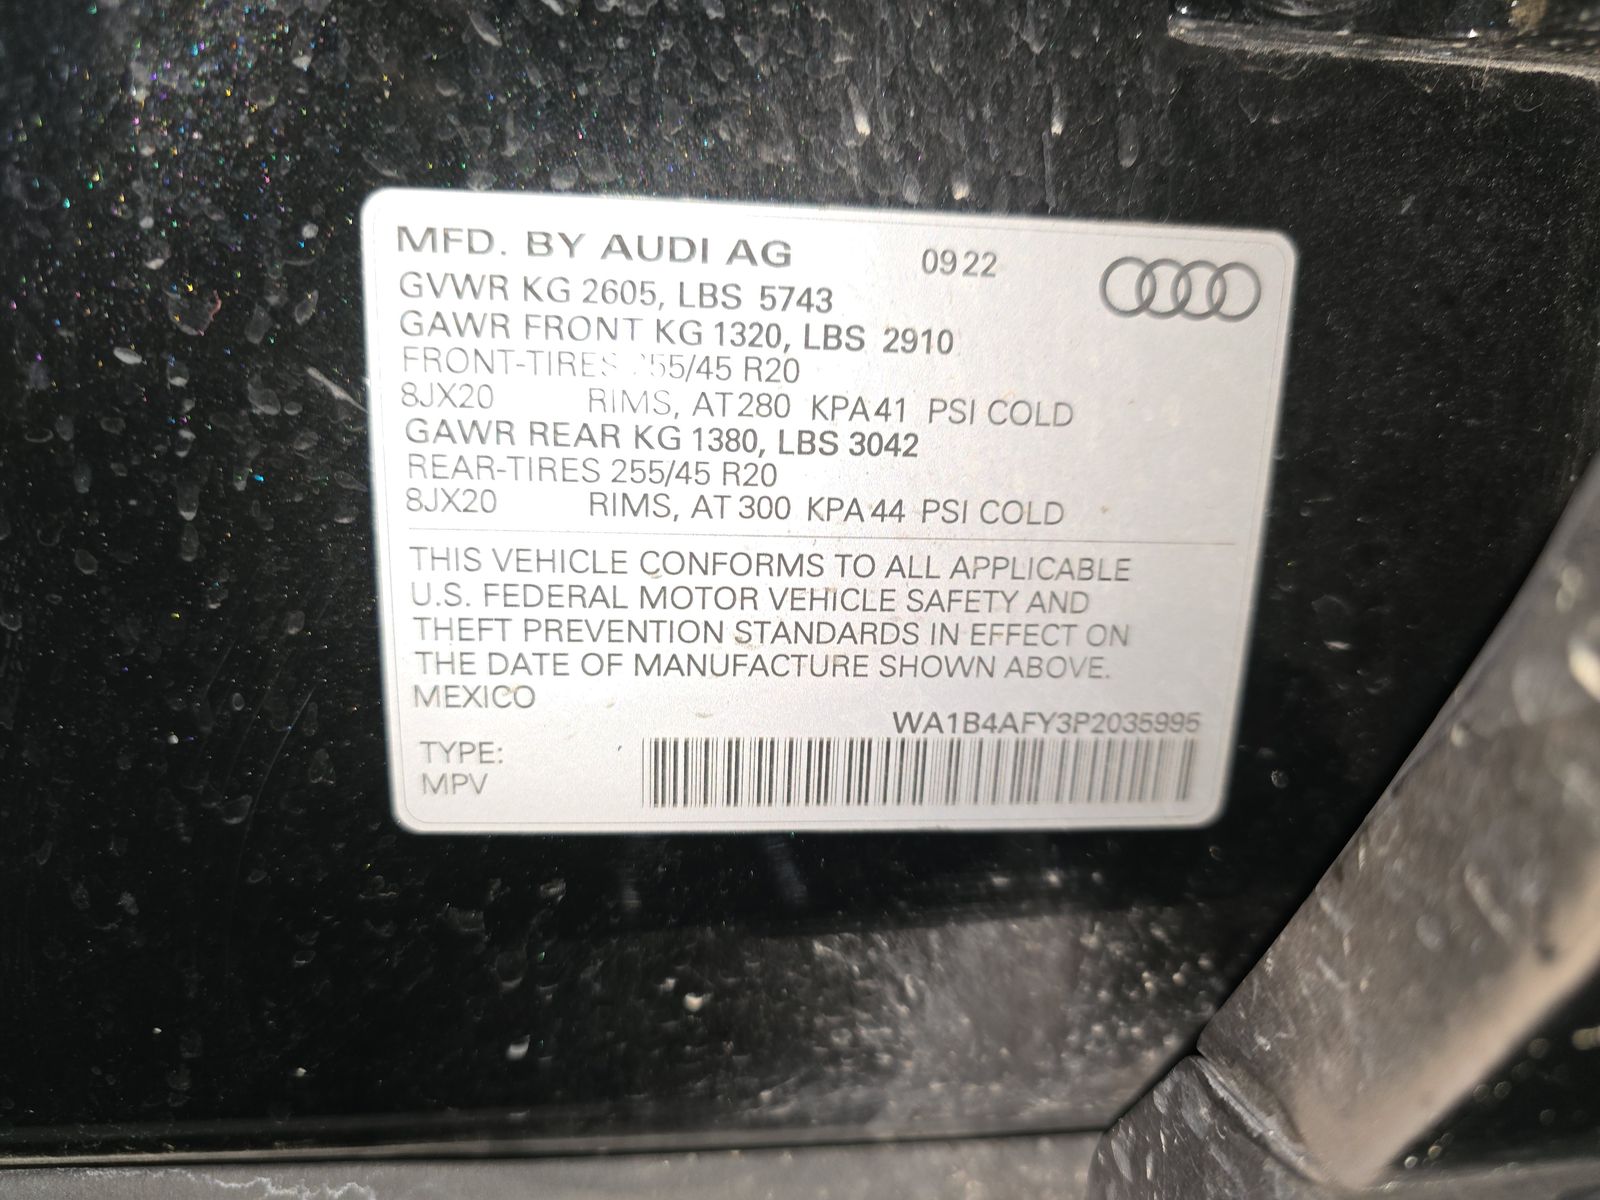 MFD. BY AUDI AG 0922
GVWR KG 2605, LBS 5743
GAWR FRONT KG 1320, LBS 2910
FRONT-TIRES 255/45 R20
8JX20 RIMS, AT 280 KPA 41 PSI COLD
GAWR REAR KG 1380, LBS 3042
REAR-TIRES 255/45 R20
8JX20 RIMS, AT 300 KPA 44 PSI COLD
THIS VEHICLE CONFORMS TO ALL APPLICABLE
U.S. FEDERAL MOTOR VEHICLE SAFETY AND
THEFT PREVENTION STANDARDS IN EFFECT ON
THE DATE OF MANUFACTURE SHOWN ABOVE.
MEXICO
WA1B4AFY3P2035995
TYPE:
MPV